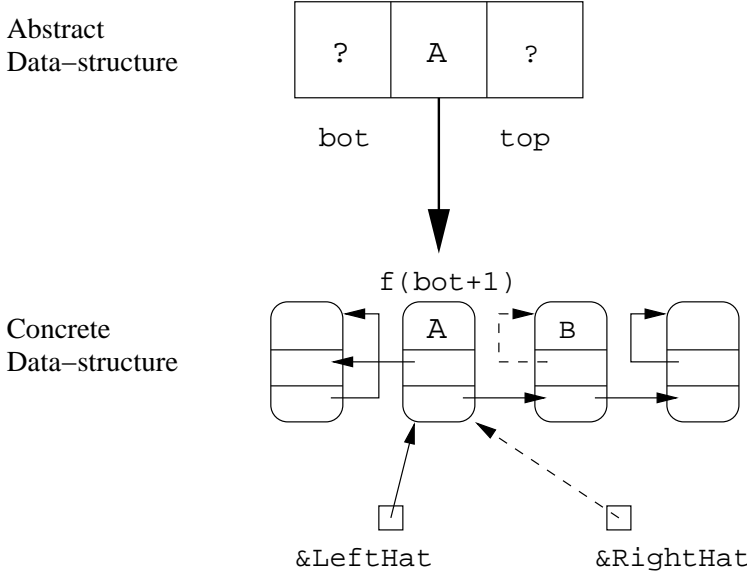 Abstract
Data−structure
? A ?
bot top
f(bot+1)
Concrete
Data−structure
A B
&LeftHat &RightHat